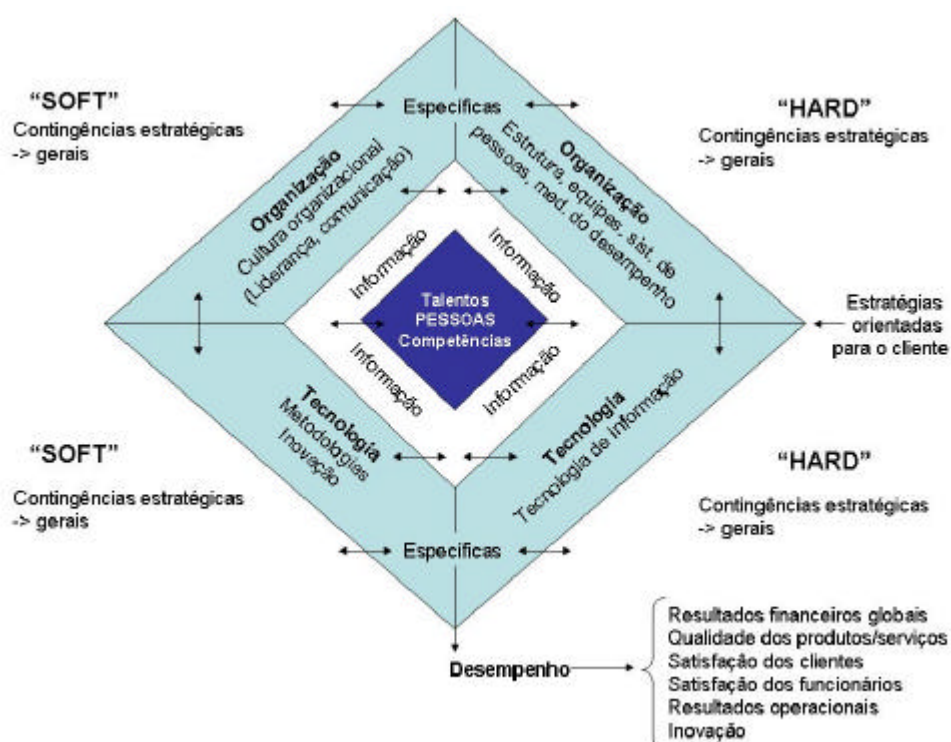 “SOFT”
Contingências estratégicas
-> gerais
“HARD”
Contingências estratégicas
-> gerais
Específicas
Organização
Cultura organizacional
(Liderança, comunicação)
Organização
Estrutura, equipes, sist. de
pessoas, med. do desempenho
Informação
Informação
Talentos
PESSOAS
Competências
Informação
Informação
Estratégias
orientadas
para o cliente
Tecnologia
Metodologias
Inovação
Tecnologia
Tecnologia de informação
“SOFT”
Contingências estratégicas
-> gerais
“HARD”
Contingências estratégicas
-> gerais
Específicas
Desempenho
Resultados financeiros globais
Qualidade dos produtos/serviços
Satisfação dos clientes
Satisfação dos funcionários
Resultados operacionais
Inovação